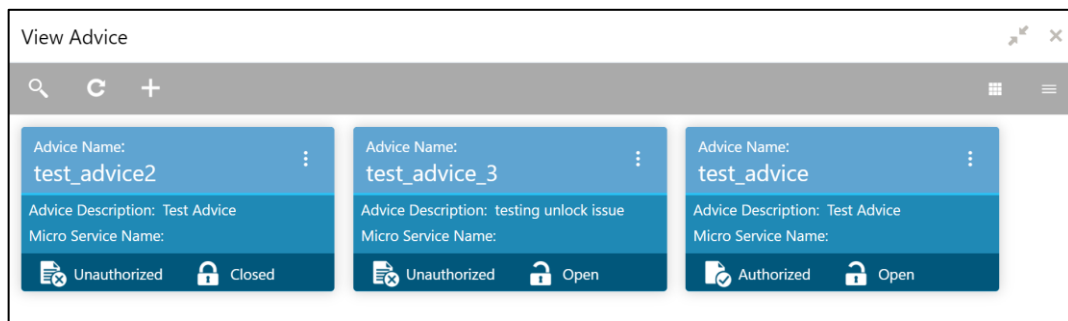 View Advice
Advice Name:
test_advice2
Advice Description: Test Advice
Micro Service Name:
Unauthorized Closed
Advice Name:
test_advice_3
Advice Description: testing unlock issue
Micro Service Name:
Unauthorized Open
Advice Name:
test_advice
Advice Description: Test Advice
Micro Service Name:
Authorized Open